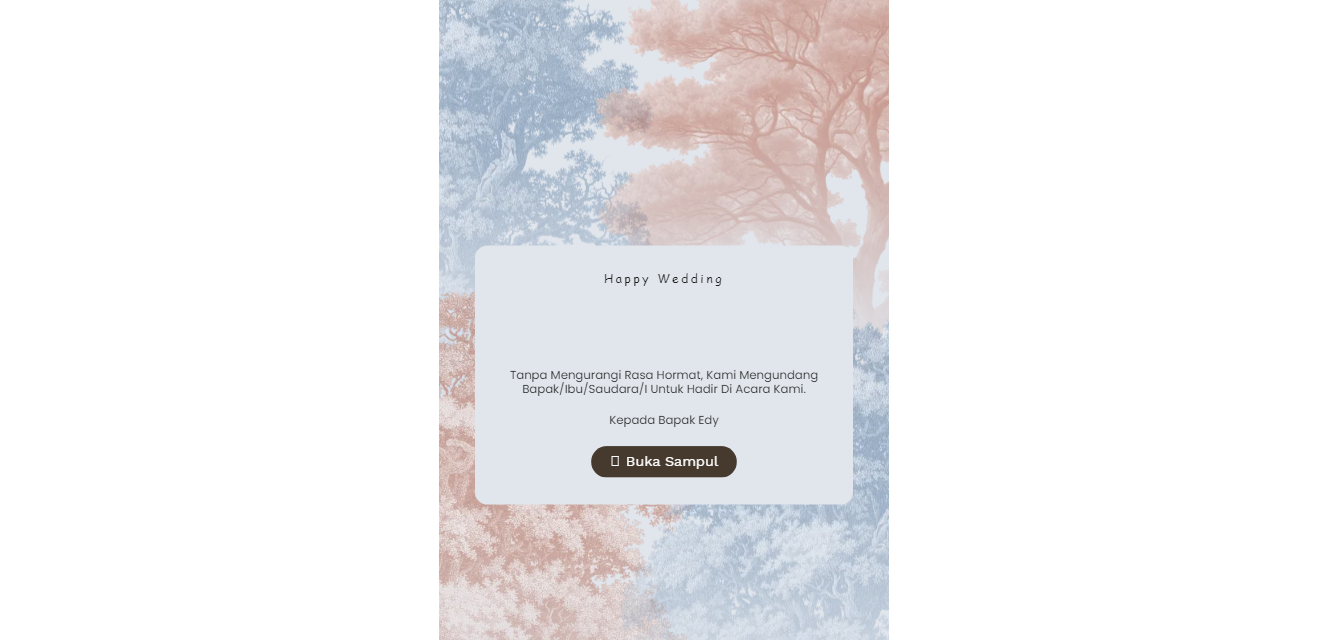 Happy Wedding
Tanpa Mengurangi Rasa Hormat, Kami Mengundang
Bapak/Ibu/Saudara/I Untuk Hadir Di Acara Kami.
Kepada Bapak Edy
Buka Sampul